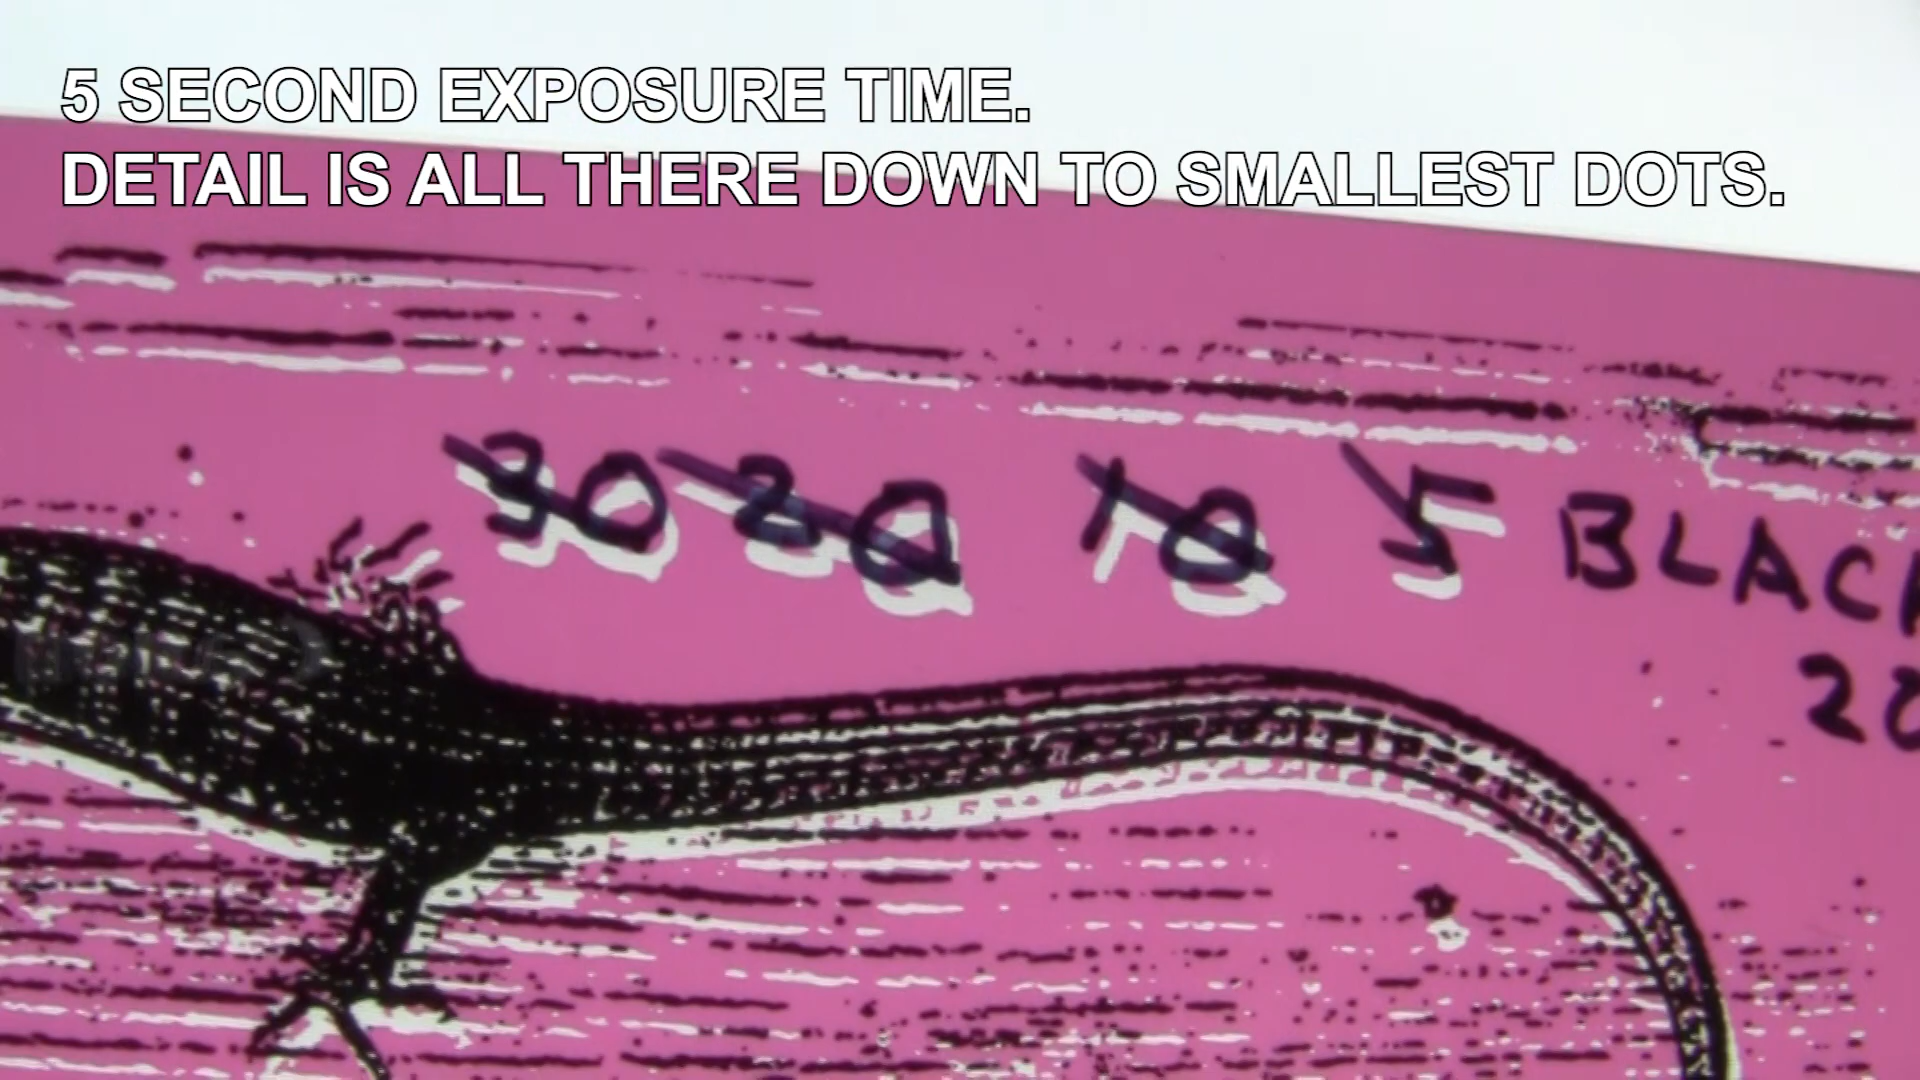 5 SECOND EXPOSURE TIME.
DETAIL IS ALL THERE DOWN TO SMALLEST DOTS.
30 20 10 5 BLAC
20